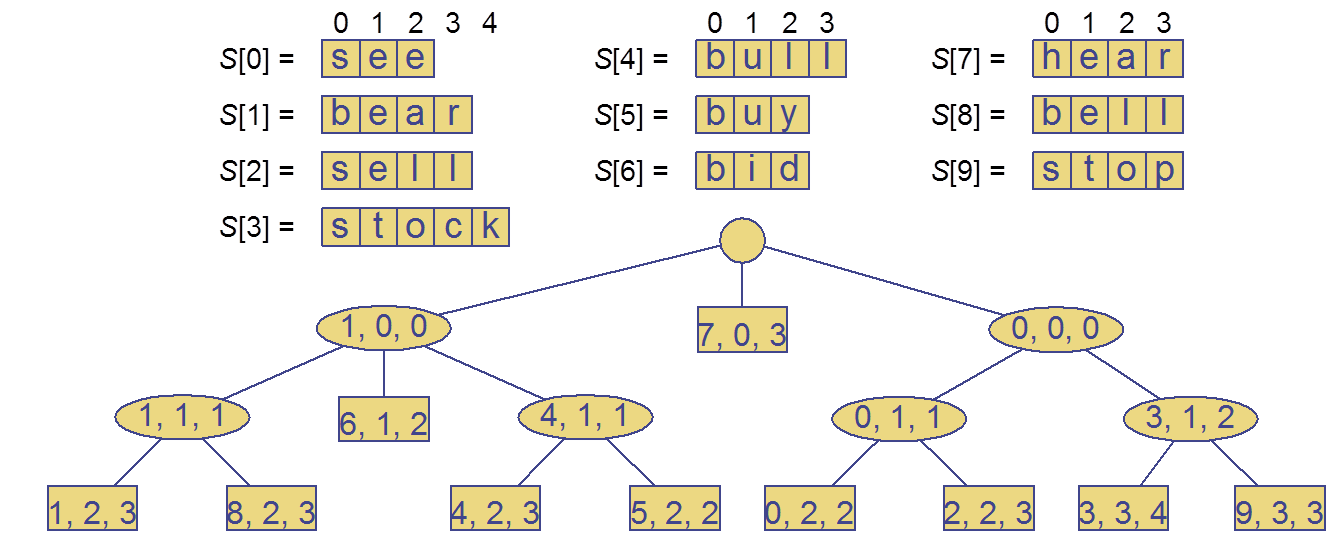 0 1 2 3 4 0 1 2 3 0 1 2 3
S[0] = s e e S[4] = b u l l S[7] = h e a r
S[1] = b e a r S[5] = b u y S[8] = b e l l
S[2] = s e l l S[6] = b i d S[9] = s t o p
S[3] = s t o c k
1, 0, 0 7, 0, 3 0, 0, 0
1, 1, 1 6, 1, 2 4, 1, 1 0, 1, 1 3, 1, 2
1, 2, 3 8, 2, 3 4, 2, 3 5, 2, 2 0, 2, 2 2, 2, 3 3, 3, 4 9, 3, 3